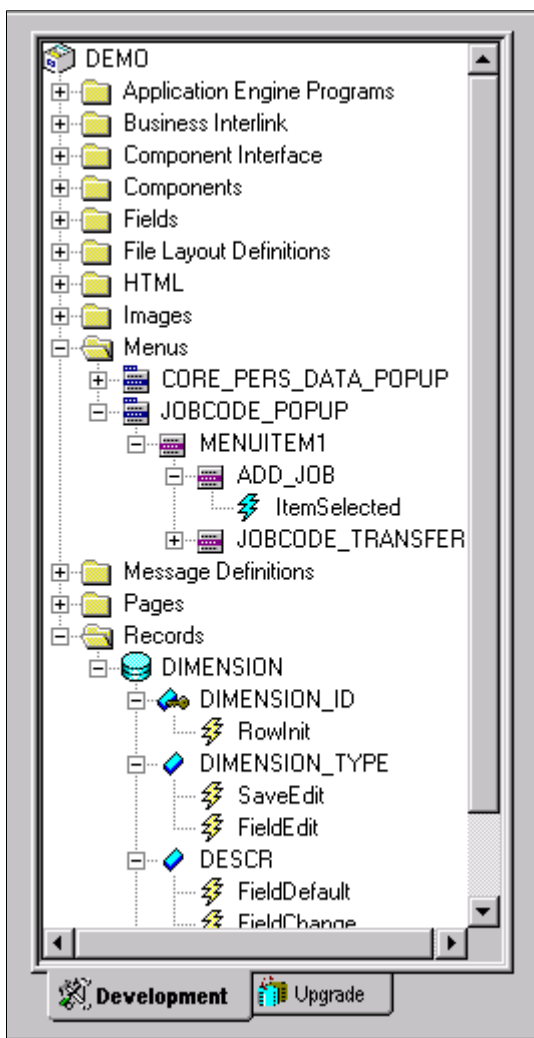 DEMO
Application Engine Programs
Business Interlink
Component Interface
Components
Fields
File Layout Definitions
HTML
Images
Menus
CORE_PERS_DATA_POPUP
JOBCODE_POPUP
MENUITEM1
ADD_JOB
ItemSelected
JOBCODE_TRANSFER
Message Definitions
Pages
Records
DIMENSION
DIMENSION_ID
RowInit
DIMENSION_TYPE
SaveEdit
FieldEdit
DESCR
FieldDefault
FieldChange
Development Upgrade